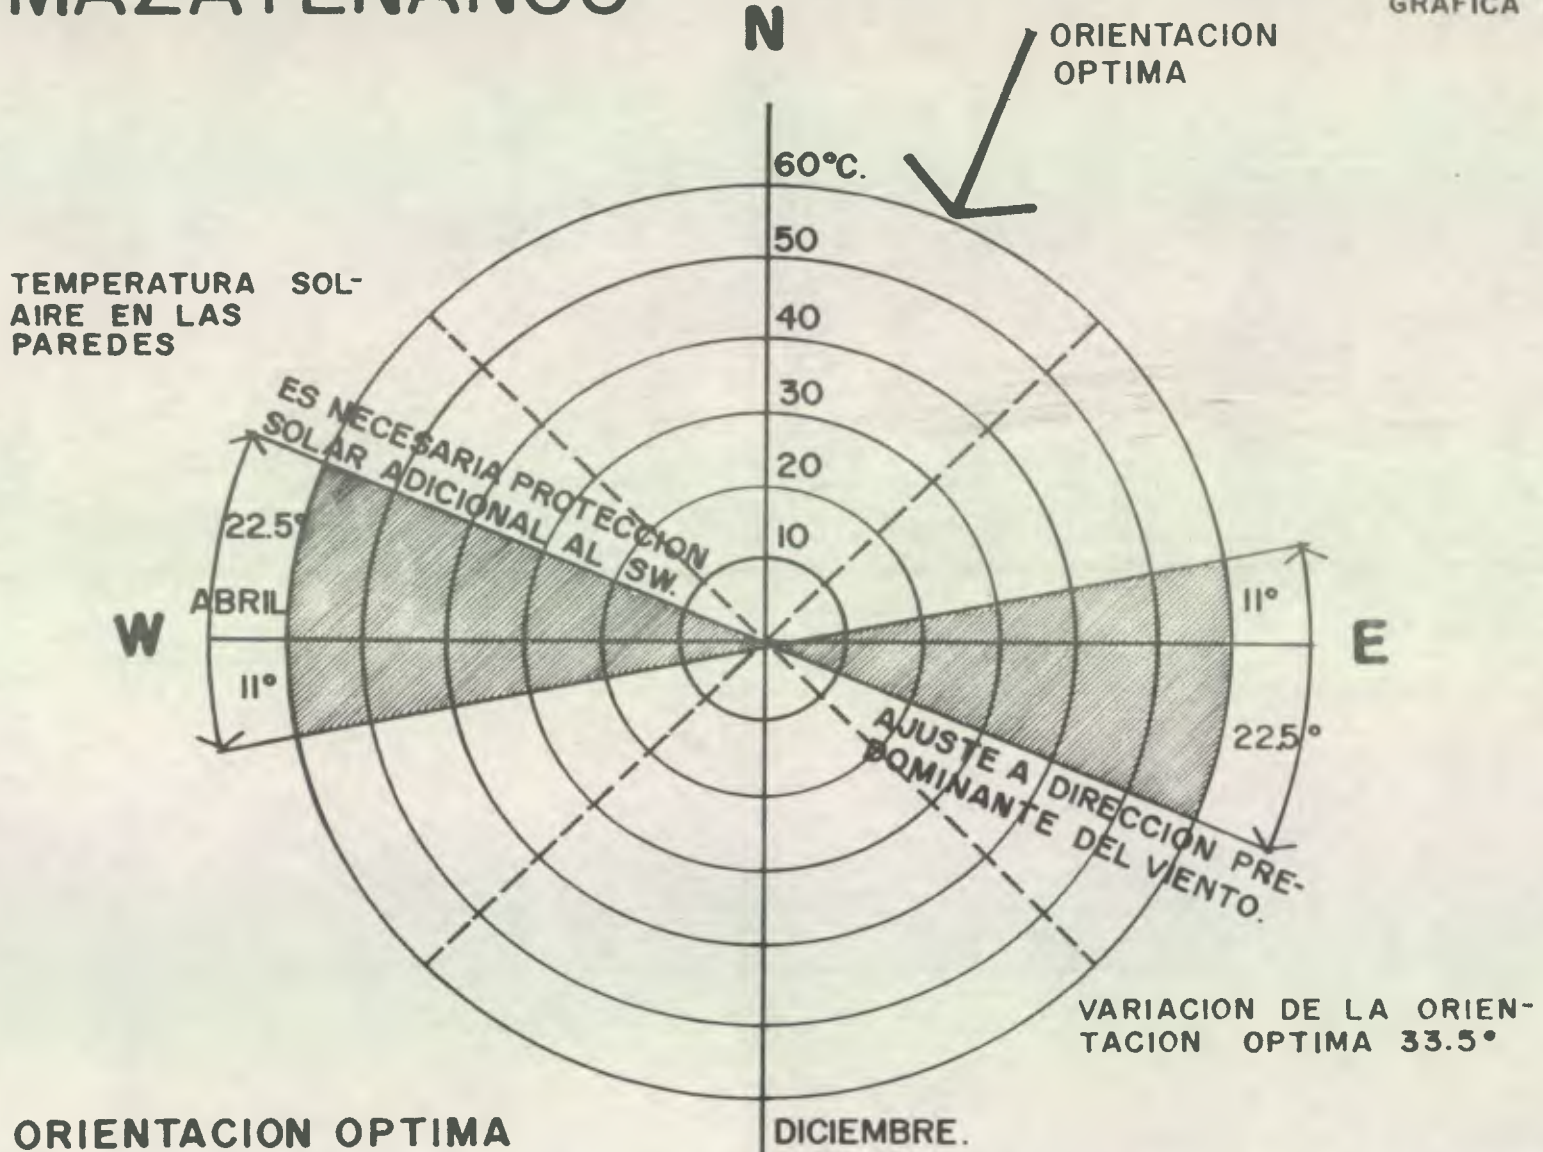 MAZATENANGO
GRAFICA
N
ORIENTACION
OPTIMA
60°C.
50
40
30
20
10
TEMPERATURA SOL-
AIRE EN LAS
PAREDES
ES NECESARIA PROTECCION
SOLAR ADICIONAL AL SW.
22.5°
ABRIL
W
11°
11°
E
22.5°
AJUSTE A DIRECCION PRE-
DOMINANTE DEL VIENTO.
VARIACION DE LA ORIEN-
TACION OPTIMA 33.5°
ORIENTACION OPTIMA
DICIEMBRE.